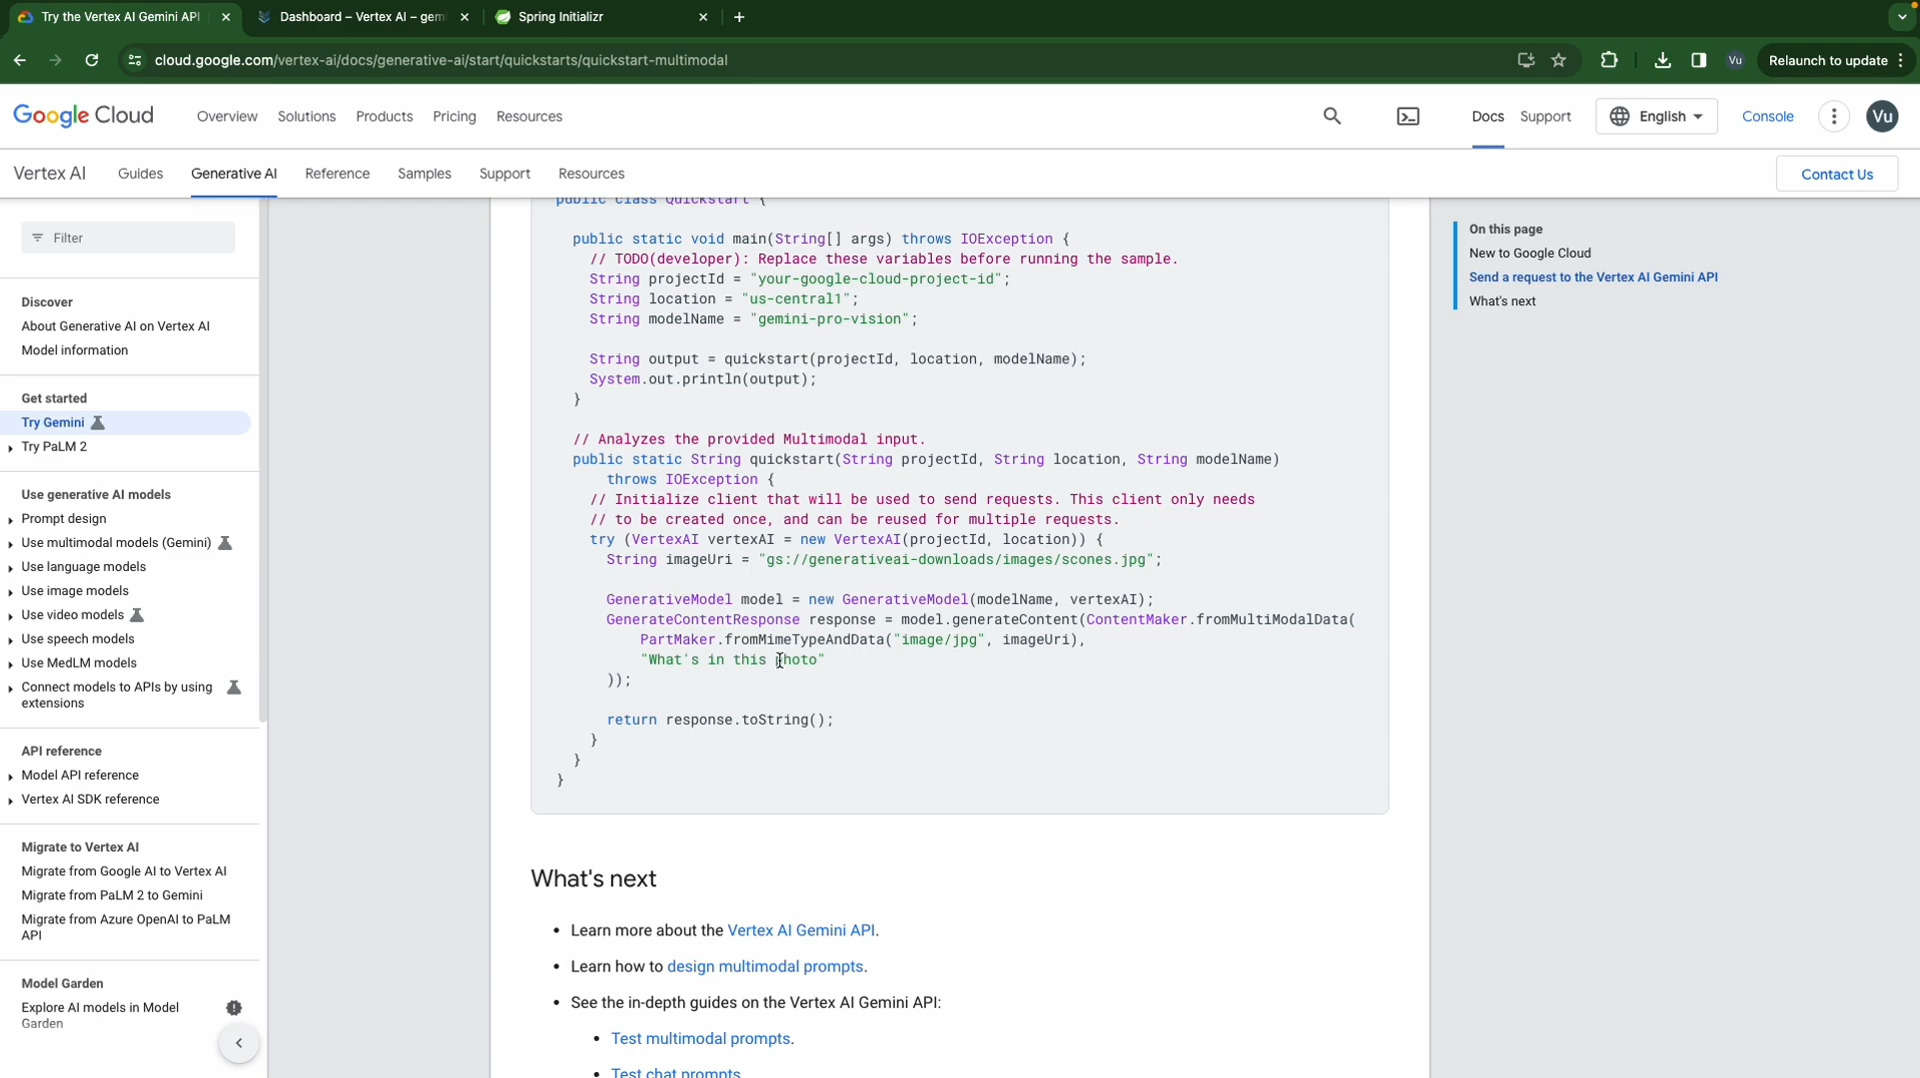 Try the Vertex AI Gemini API
Dashboard – Vertex AI – gem
Spring Initializr
cloud.google.com/vertex-ai/docs/generative-ai/start/quickstarts/quickstart-multimodal
Vu
Relaunch to update
Google Cloud
Overview
Solutions
Products
Pricing
Resources
Docs
Support
English
Console
Vu
Vertex AI
Guides
Generative AI
Reference
Samples
Support
Resources
Contact Us
Filter
Discover
About Generative AI on Vertex AI
Model information
Get started
Try Gemini
Try PaLM 2
Use generative AI models
Prompt design
Use multimodal models (Gemini)
Use language models
Use image models
Use video models
Use speech models
Use MedLM models
Connect models to APIs by using
extensions
API reference
Model API reference
Vertex AI SDK reference
Migrate to Vertex AI
Migrate from Google AI to Vertex AI
Migrate from PaLM 2 to Gemini
Migrate from Azure OpenAI to PaLM
API
Model Garden
Explore AI models in Model
Garden
public class Quickstart {
public static void main(String[] args) throws IOException {
// TODO(developer): Replace these variables before running the sample.
String projectId = "your-google-cloud-project-id";
String location = "us-central1";
String modelName = "gemini-pro-vision";
String output = quickstart(projectId, location, modelName);
System.out.println(output);
}
// Analyzes the provided Multimodal input.
public static String quickstart(String projectId, String location, String modelName)
throws IOException {
// Initialize client that will be used to send requests. This client only needs
// to be created once, and can be reused for multiple requests.
try (VertexAI vertexAI = new VertexAI(projectId, location)) {
String imageUri = "gs://generativeai-downloads/images/scones.jpg";
GenerativeModel model = new GenerativeModel(modelName, vertexAI);
GenerateContentResponse response = model.generateContent(ContentMaker.fromMultiModalData(
PartMaker.fromMimeTypeAndData("image/jpg", imageUri),
"What's in this photo"
));
return response.toString();
}
}
}
What's next
• Learn more about the Vertex AI Gemini API.
• Learn how to design multimodal prompts.
• See the in-depth guides on the Vertex AI Gemini API:
• Test multimodal prompts.
• Test chat prompts
On this page
New to Google Cloud
Send a request to the Vertex AI Gemini API
What's next